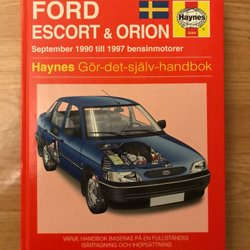 FORD
ESCORT & ORION
Haynes
September 1990 till 1997 bensinmotorer
Haynes Gör-det-själv-handbok
VARJE HANDBOK BASERAS PÅ EN FULLSTÄNDIG
ISÄRTAGNING OCH IHOPSÄTTNING